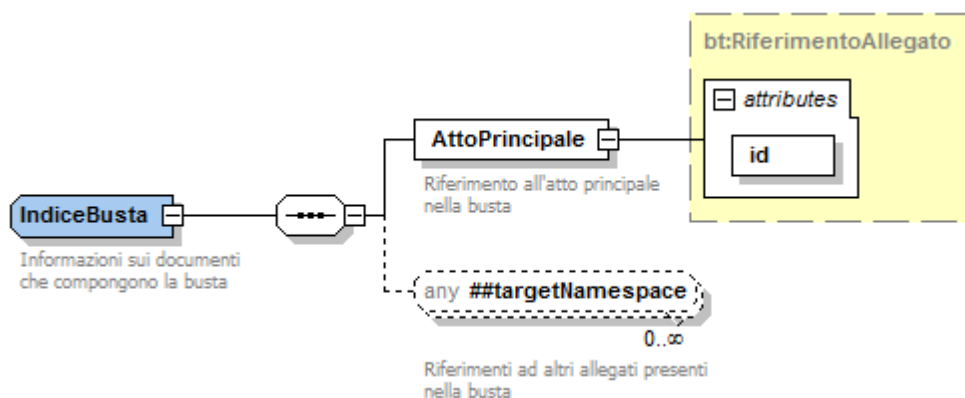 bt:RiferimentoAllegato
attributes
id
AttoPrincipale
Riferimento all'atto principale
nella busta
IndiceBusta
Informazioni sui documenti
che compongono la busta
any ##targetNamespace
0..∞
Riferimenti ad altri allegati presenti
nella busta